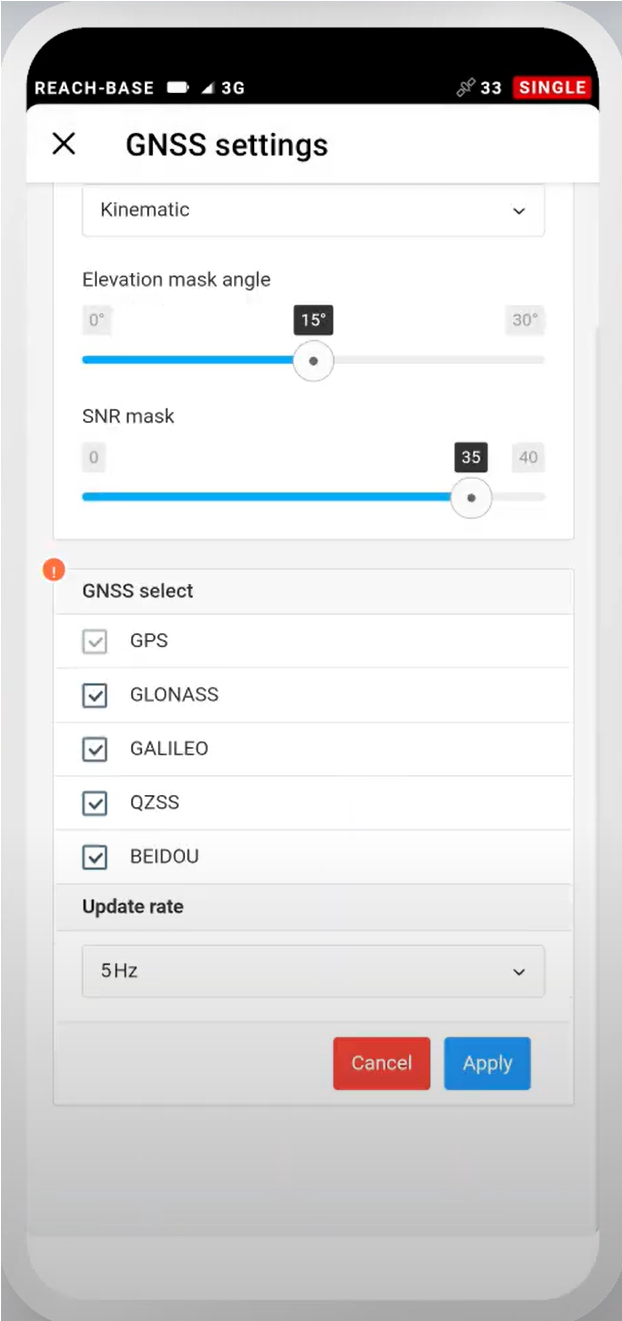 REACH-BASE 3G 33 SINGLE
GNSS settings
Kinematic
Elevation mask angle
0° 15° 30°
SNR mask
0 35 40
!
GNSS select
GPS
GLONASS
GALILEO
QZSS
BEIDOU
Update rate
5 Hz
Cancel Apply